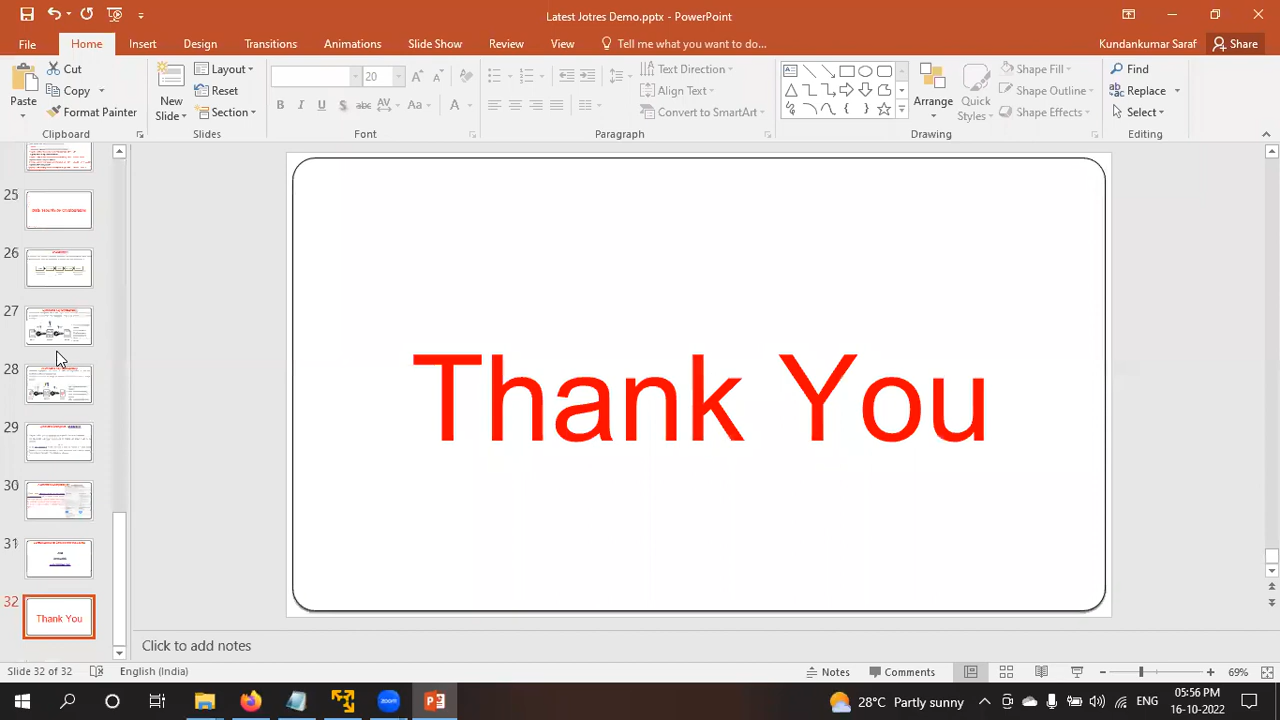 Latest Jotres Demo.pptx - PowerPoint
File Home Insert Design Transitions Animations Slide Show Review View Tell me what you want to do... Kundankumar Saraf Share
Paste Cut Copy Format Painter
Clipboard
New Slide Layout Reset Section
Slides
20
B I U S abc AV Aa A
Font
Text Direction
Align Text
Convert to SmartArt
Paragraph
Arrange Quick Styles
Shape Fill
Shape Outline
Shape Effects
Drawing
Find
Replace
Select
Editing
25
26
27
28
29
30
31
32
Thank You
Thank You
Click to add notes
Slide 32 of 32 English (India) Notes Comments 69%
zoom
28°C Partly sunny ENG
05:56 PM
16-10-2022